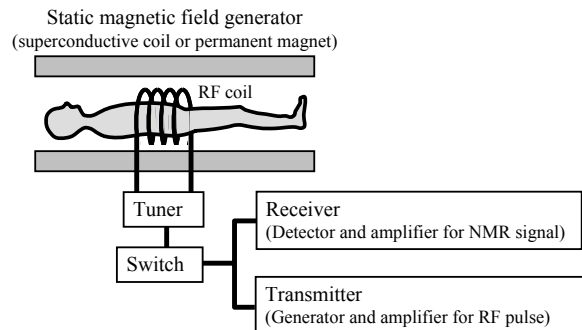 Static magnetic field generator
(superconductive coil or permanent magnet)
RF coil
Tuner
Switch
Receiver
(Detector and amplifier for NMR signal)
Transmitter
(Generator and amplifier for RF pulse)